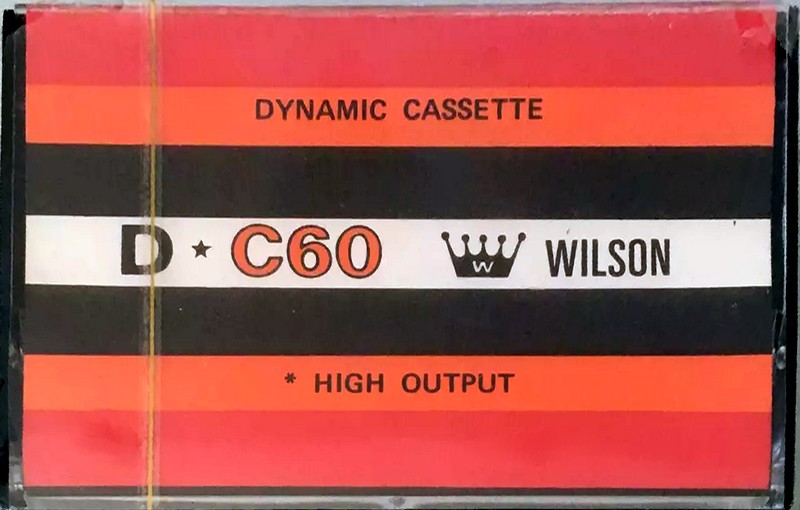 DYNAMIC CASSETTE
D ★ C60 W WILSON
* HIGH OUTPUT